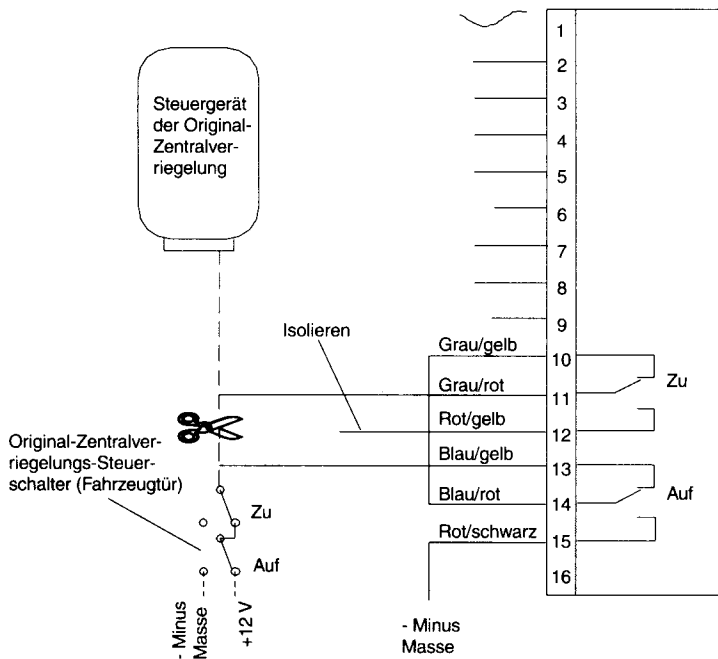 Steuergerät
der Original-
Zentralver-
riegelung
Isolieren
Original-Zentralver-
riegelungs-Steuer-
schalter (Fahrzeugtür)
Zu
Auf
- Minus
Masse
+12 V
Grau/gelb
Grau/rot
Rot/gelb
Blau/gelb
Blau/rot
Rot/schwarz
- Minus
Masse
1
2
3
4
5
6
7
8
9
10
11
12
13
14
15
16
Zu
Auf